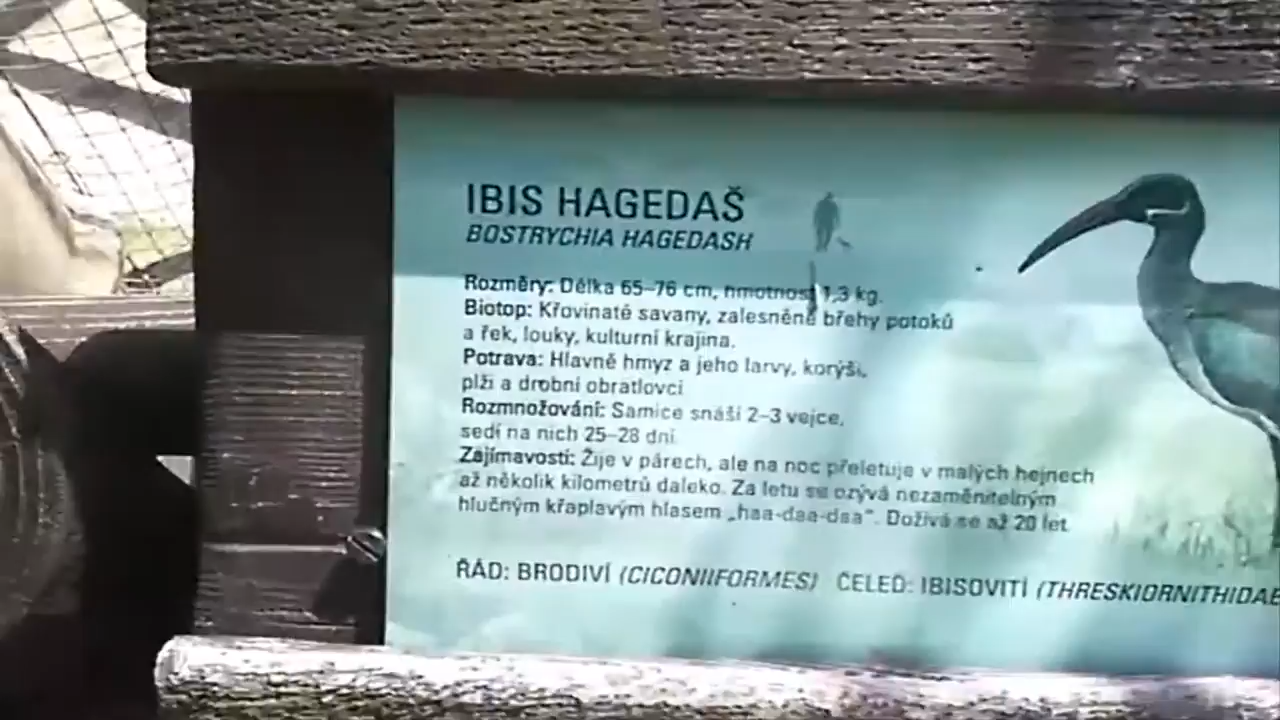 IBIS HAGEDAŠ
BOSTRYCHIA HAGEDASH
Rozměry: Délka 65–76 cm, hmotnost 1,3 kg.
Biotop: Křovinaté savany, zalesněné břehy potoků
a řek, louky, kulturní krajina.
Potrava: Hlavně hmyz a jeho larvy, korýši,
plži a drobní obratlovci
Rozmnožování: Samice snáší 2–3 vejce,
sedí na nich 25–28 dní
Zajímavosti: Žije v párech, ale na noc přeletuje v malých hejnech
až několik kilometrů daleko. Za letu se ozývá nezaměnitelným
hlučným křaplavým hlasem „haa-daa-daa“. Dožívá se až 20 let
ŘÁD: BRODIVÍ (CICONIIFORMES) ČELEĎ: IBISOVITÍ (THRESKIORNITHIDAE